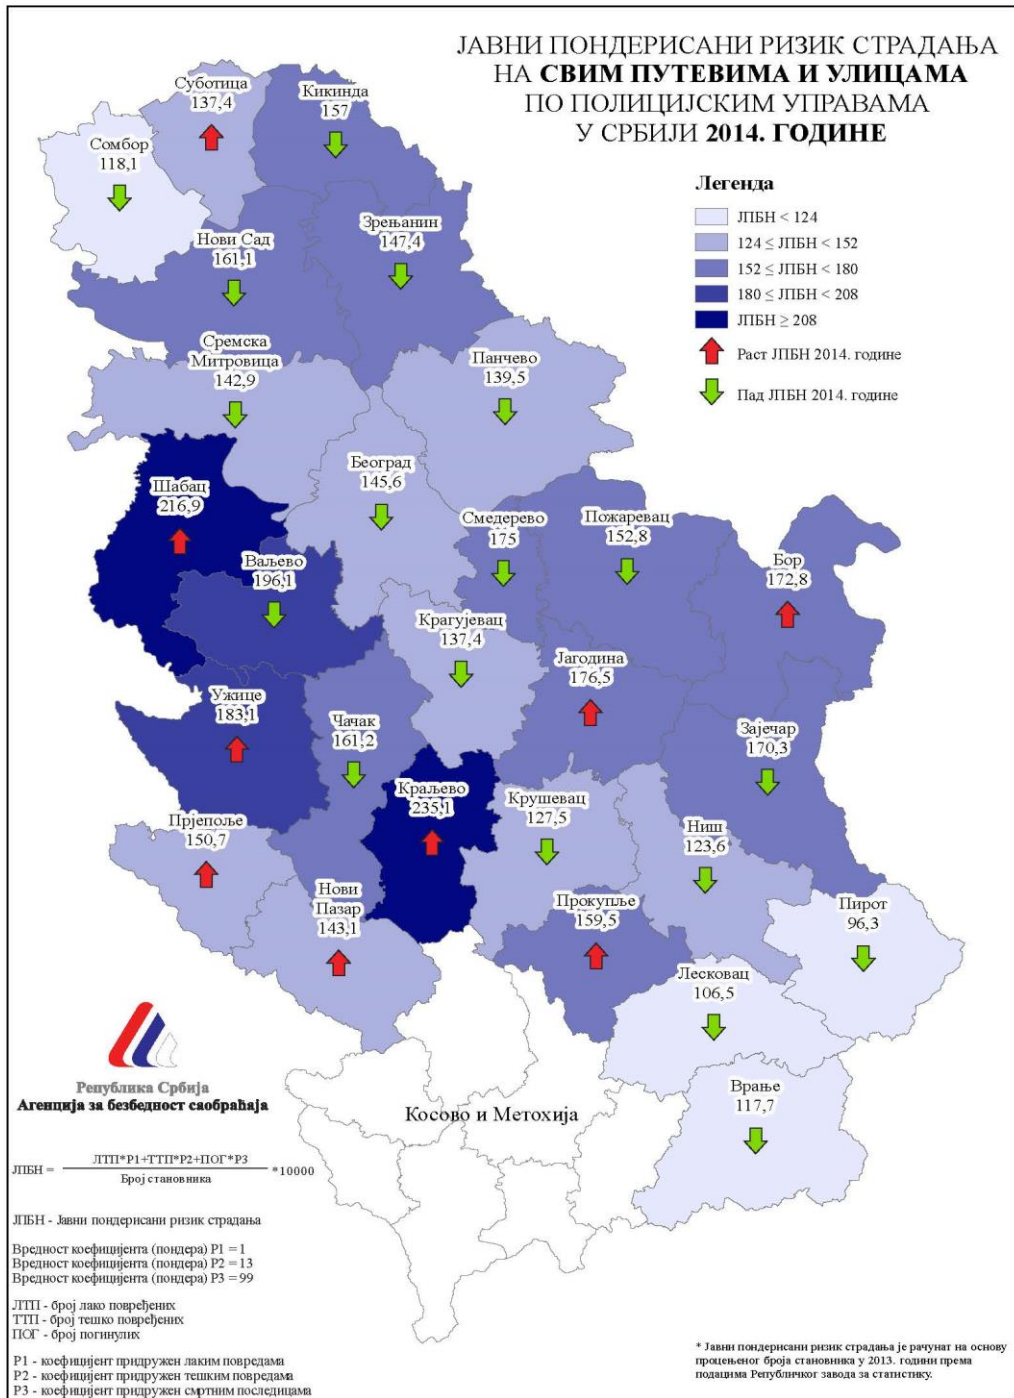 ЈАВНИ ПОНДЕРИСАНИ РИЗИК СТРАДАЊА
НА СВИМ ПУТЕВИМА И УЛИЦАМА
ПО ПОЛИЦИЈСКИМ УПРАВАМА
У СРБИЈИ 2014. ГОДИНЕ
Суботица
137,4
Кикинда
157
Сомбор
118,1
Легенда
ЈПБН < 124
124 ≤ ЈПБН < 152
152 ≤ ЈПБН < 180
180 ≤ ЈПБН < 208
ЈПБН ≥ 208
Раст ЈПБН 2014. године
Пад ЈПБН 2014. године
Зрењанин
147,4
Нови Сад
161,1
Сремска
Митровица
142,9
Панчево
139,5
Београд
145,6
Шабац
216,9
Смедерево
175
Пожаревац
152,8
Ваљево
196,1
Бор
172,8
Крагујевац
137,4
Јагодина
176,5
Ужице
183,1
Чачак
161,2
Зајечар
170,3
Краљево
235,1
Крушевац
127,5
Прјепоље
150,7
Ниш
123,6
Нови
Пазар
143,1
Прокупље
159,5
Пирот
96,3
Лесковац
106,5
Врање
117,7
Косово и Метохија
Република Србија
Агенција за безбедност саобраћаја
ЈПБН = ЛТП*Р1+ТТП*Р2+ПОГ*Р3 *10000
Број становника
ЈПБН - Јавни пондерисани ризик страдања
Вредност коефицијента (пондера) Р1 = 1
Вредност коефицијента (пондера) Р2 = 13
Вредност коефицијента (пондера) Р3 = 99
ЛТП - број лако повређених
ТТП - број тешко повређених
ПОГ - број погинулих
Р1 - коефицијент придружен лаким повредама
Р2 - коефицијент придружен тешким повредама
Р3 - коефицијент придружен смртним последицама
* Јавни пондерисани ризик страдања је рачунат на основу
процењеног броја становника у 2013. години према
подацима Републичког завода за статистику.